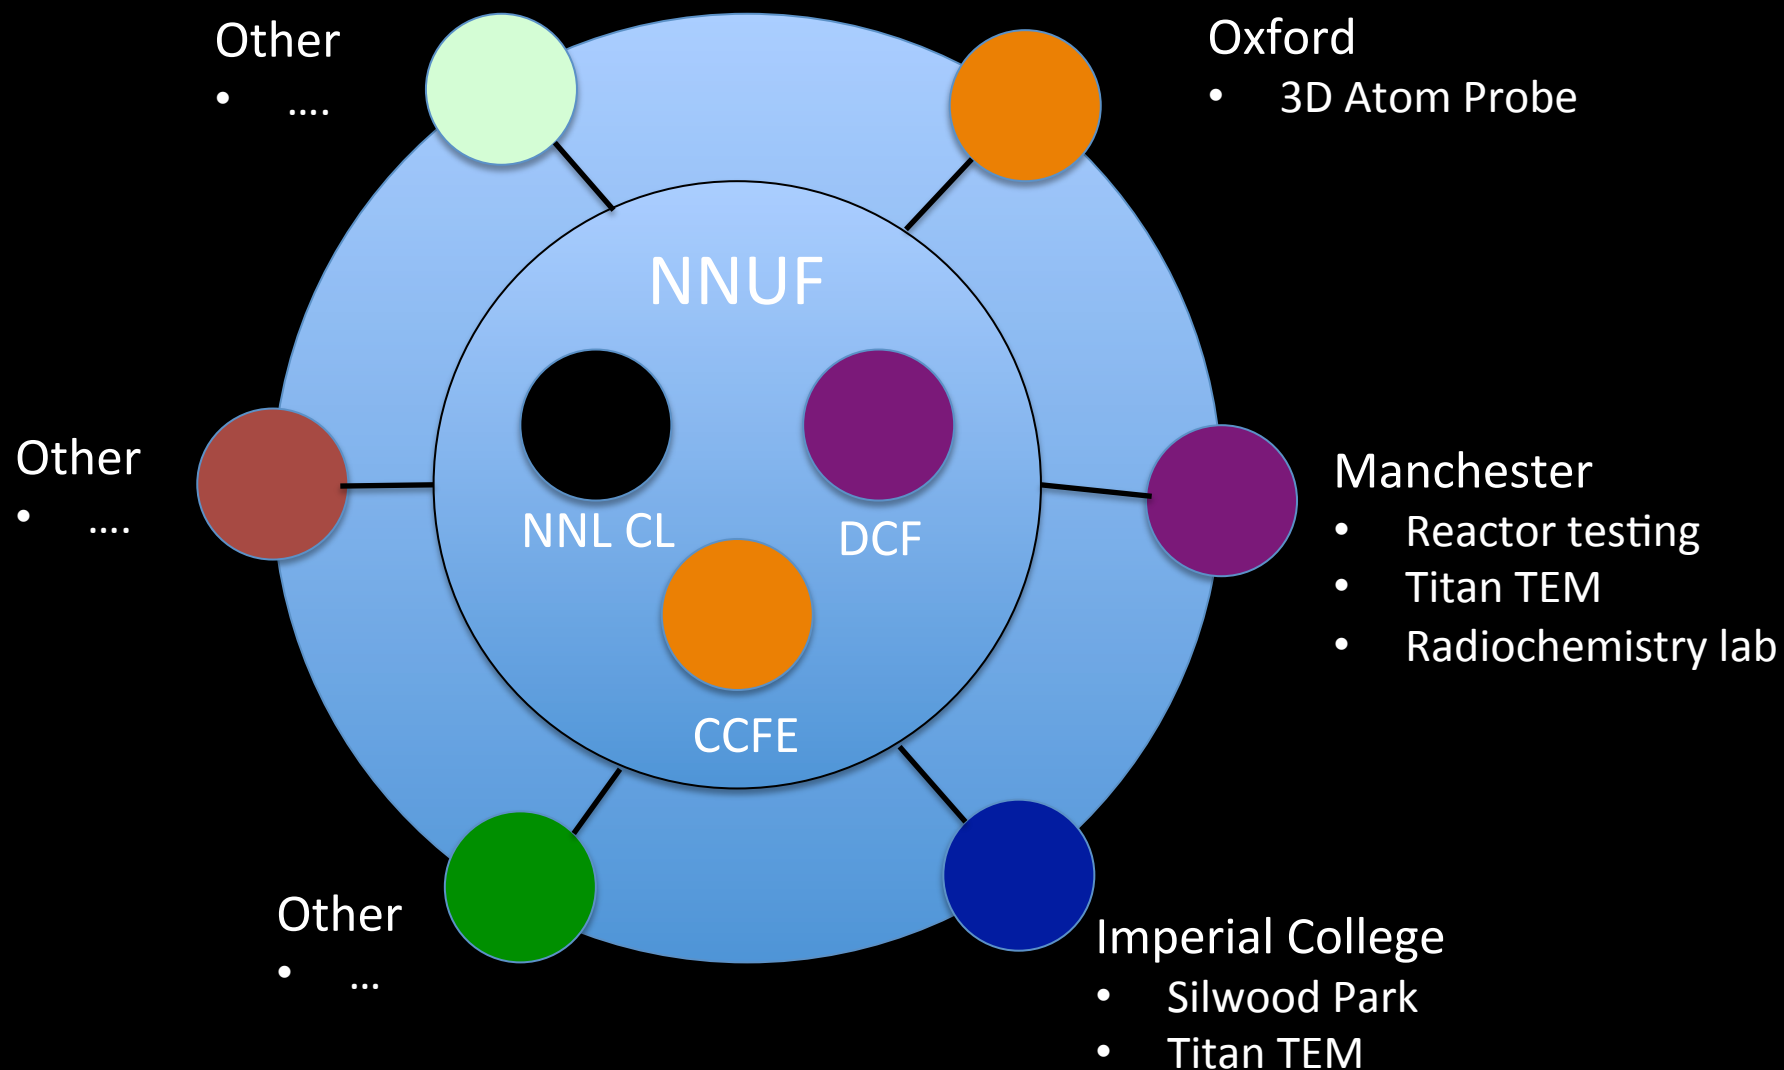 Other
• ....
Oxford
• 3D Atom Probe
NNUF
NNL CL
DCF
CCFE
Other
• ....
Manchester
• Reactor testing
• Titan TEM
• Radiochemistry lab
Other
• ...
Imperial College
• Silwood Park
• Titan TEM